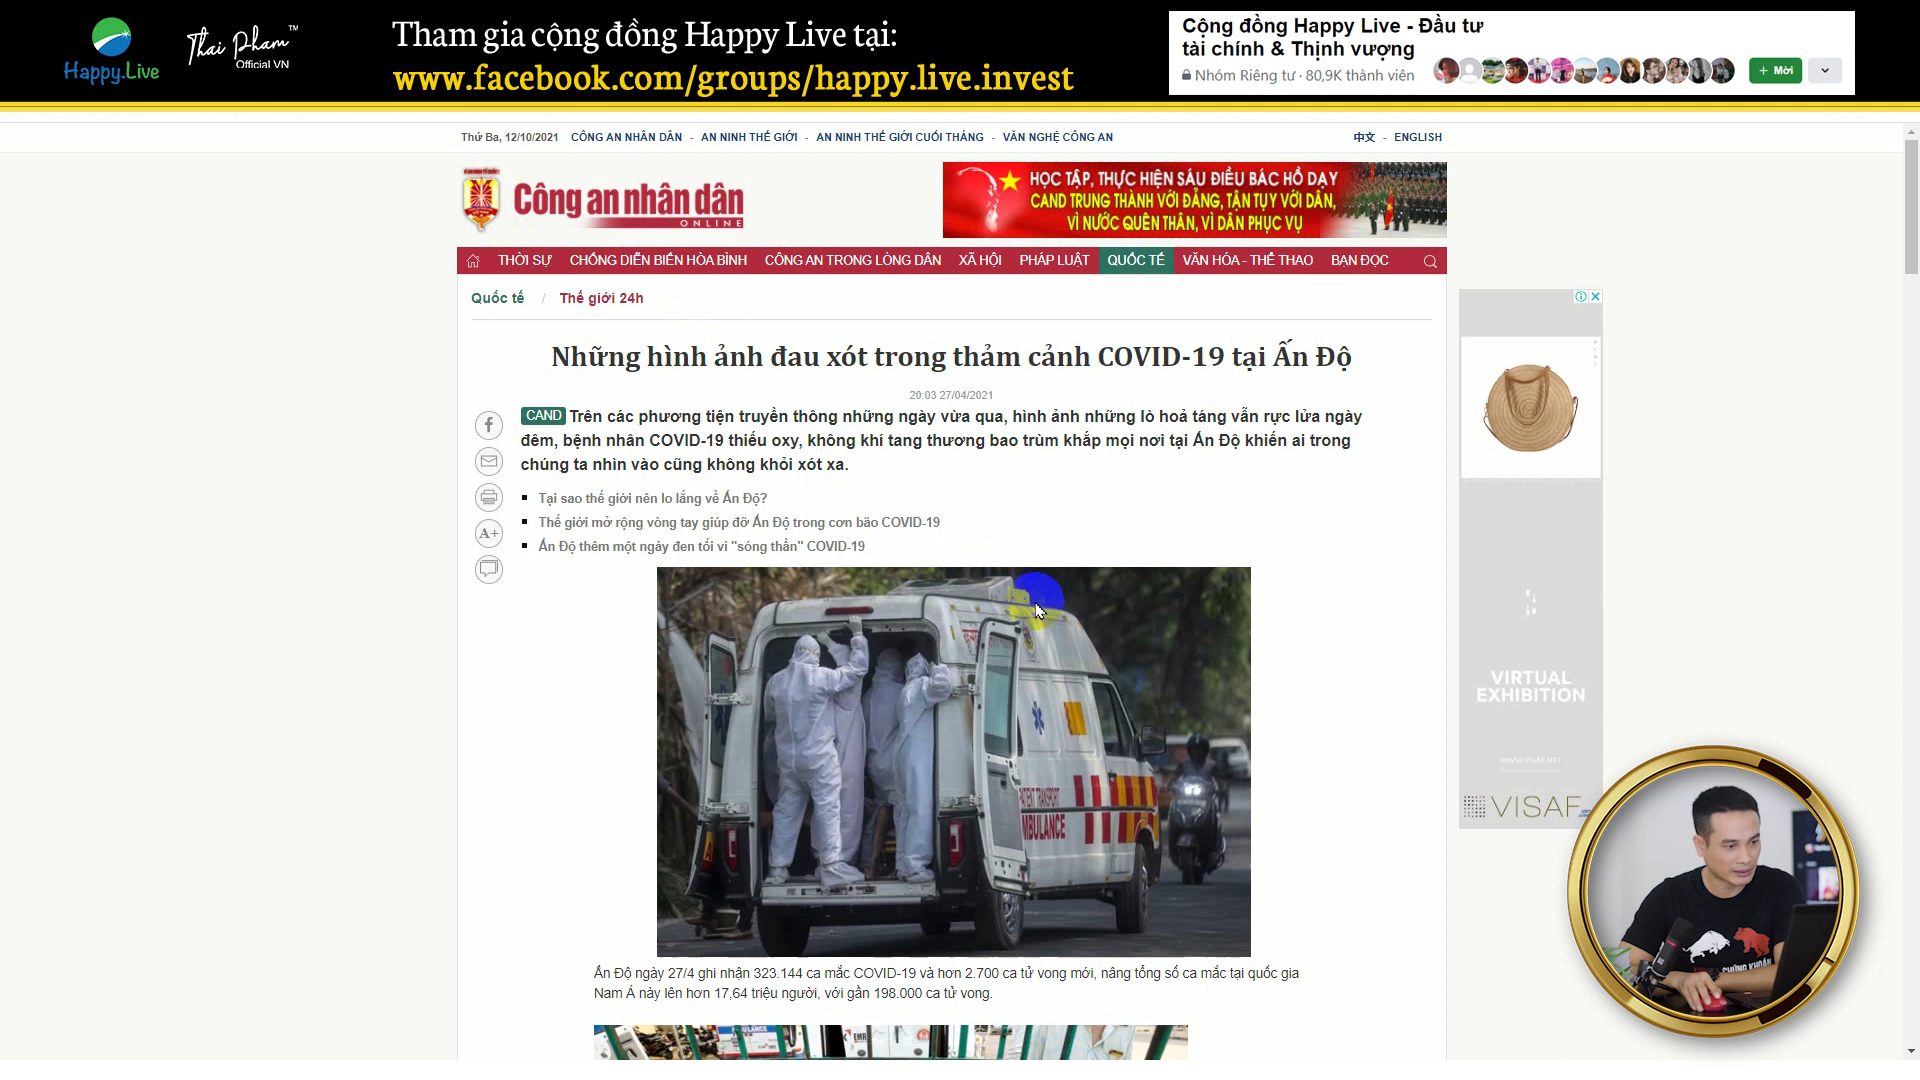 Happy.Live
Thai Pham™
Official VN
Tham gia cộng đồng Happy Live tại:
www.facebook.com/groups/happy.live.invest
Cộng đồng Happy Live - Đầu tư
tài chính & Thịnh vượng
Nhóm Riêng tư · 80,9K thành viên
+ Mời
Thứ Ba, 12/10/2021 CÔNG AN NHÂN DÂN - AN NINH THẾ GIỚI - AN NINH THẾ GIỚI CUỐI THÁNG - VĂN NGHỆ CÔNG AN
中文 - ENGLISH
Công an nhân dân
ONLINE
HỌC TẬP, THỰC HIỆN SÁU ĐIỀU BÁC HỒ DẠY
CAND TRUNG THÀNH VỚI ĐẢNG, TẬN TỤY VỚI DÂN,
VÌ NƯỚC QUÊN THÂN, VÌ DÂN PHỤC VỤ
THỜI SỰ CHỐNG DIỄN BIẾN HÒA BÌNH CÔNG AN TRONG LÒNG DÂN XÃ HỘI PHÁP LUẬT QUỐC TẾ VĂN HÓA - THỂ THAO BẠN ĐỌC
Quốc tế / Thế giới 24h
Những hình ảnh đau xót trong thảm cảnh COVID-19 tại Ấn Độ
20:03 27/04/2021
CAND Trên các phương tiện truyền thông những ngày vừa qua, hình ảnh những lò hoả táng vẫn rực lửa ngày
đêm, bệnh nhân COVID-19 thiếu oxy, không khí tang thương bao trùm khắp mọi nơi tại Ấn Độ khiến ai trong
chúng ta nhìn vào cũng không khỏi xót xa.
Tại sao thế giới nên lo lắng về Ấn Độ?
Thế giới mở rộng vòng tay giúp đỡ Ấn Độ trong cơn bão COVID-19
Ấn Độ thêm một ngày đen tối vì "sóng thần" COVID-19
A+
PATIENT TRANSPORT
AMBULANCE
VIRTUAL
EXHIBITION
WWW.VISAF.NET
VISAF
Ấn Độ ngày 27/4 ghi nhận 323.144 ca mắc COVID-19 và hơn 2.700 ca tử vong mới, nâng tổng số ca mắc tại quốc gia
Nam Á này lên hơn 17,64 triệu người, với gần 198.000 ca tử vong.
AMBULANCE